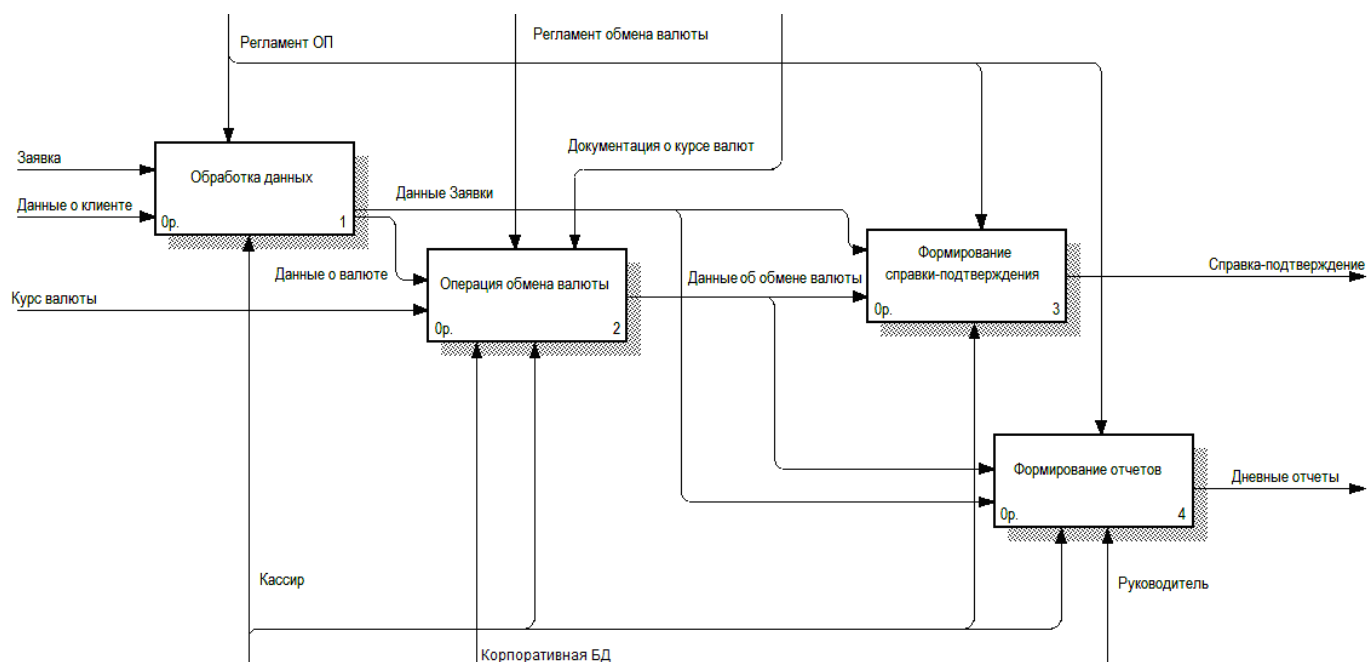 Регламент ОП
Регламент обмена валюты
Заявка
Обработка данных
Документация о курсе валют
Данные о клиенте
0р.
1
Данные Заявки
Данные о валюте
Операция обмена валюты
0р.
2
Данные об обмене валюты
Формирование
справки-подтверждения
0р.
3
Справка-подтверждение
Курс валюты
Формирование отчетов
0р.
4
Дневные отчеты
Кассир
Руководитель
Корпоративная БД